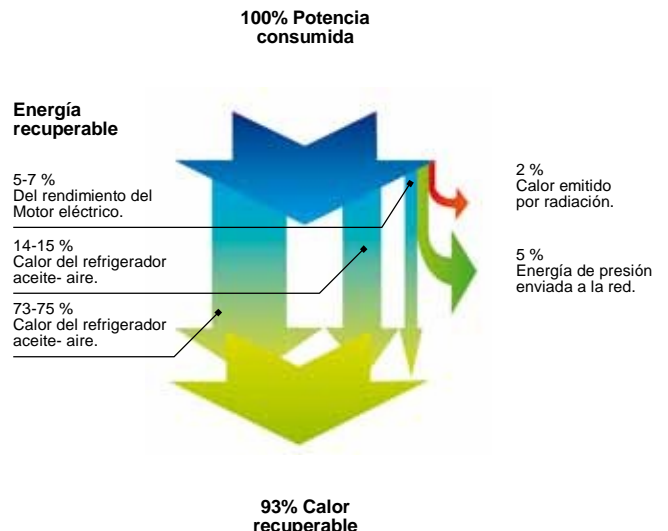 100% Potencia
consumida
Energía
recuperable
5-7 %
Del rendimiento del
Motor eléctrico.
14-15 %
Calor del refrigerador
aceite- aire.
73-75 %
Calor del refrigerador
aceite- aire.
2 %
Calor emitido
por radiación.
5 %
Energía de presión
enviada a la red.
93% Calor
recuperable